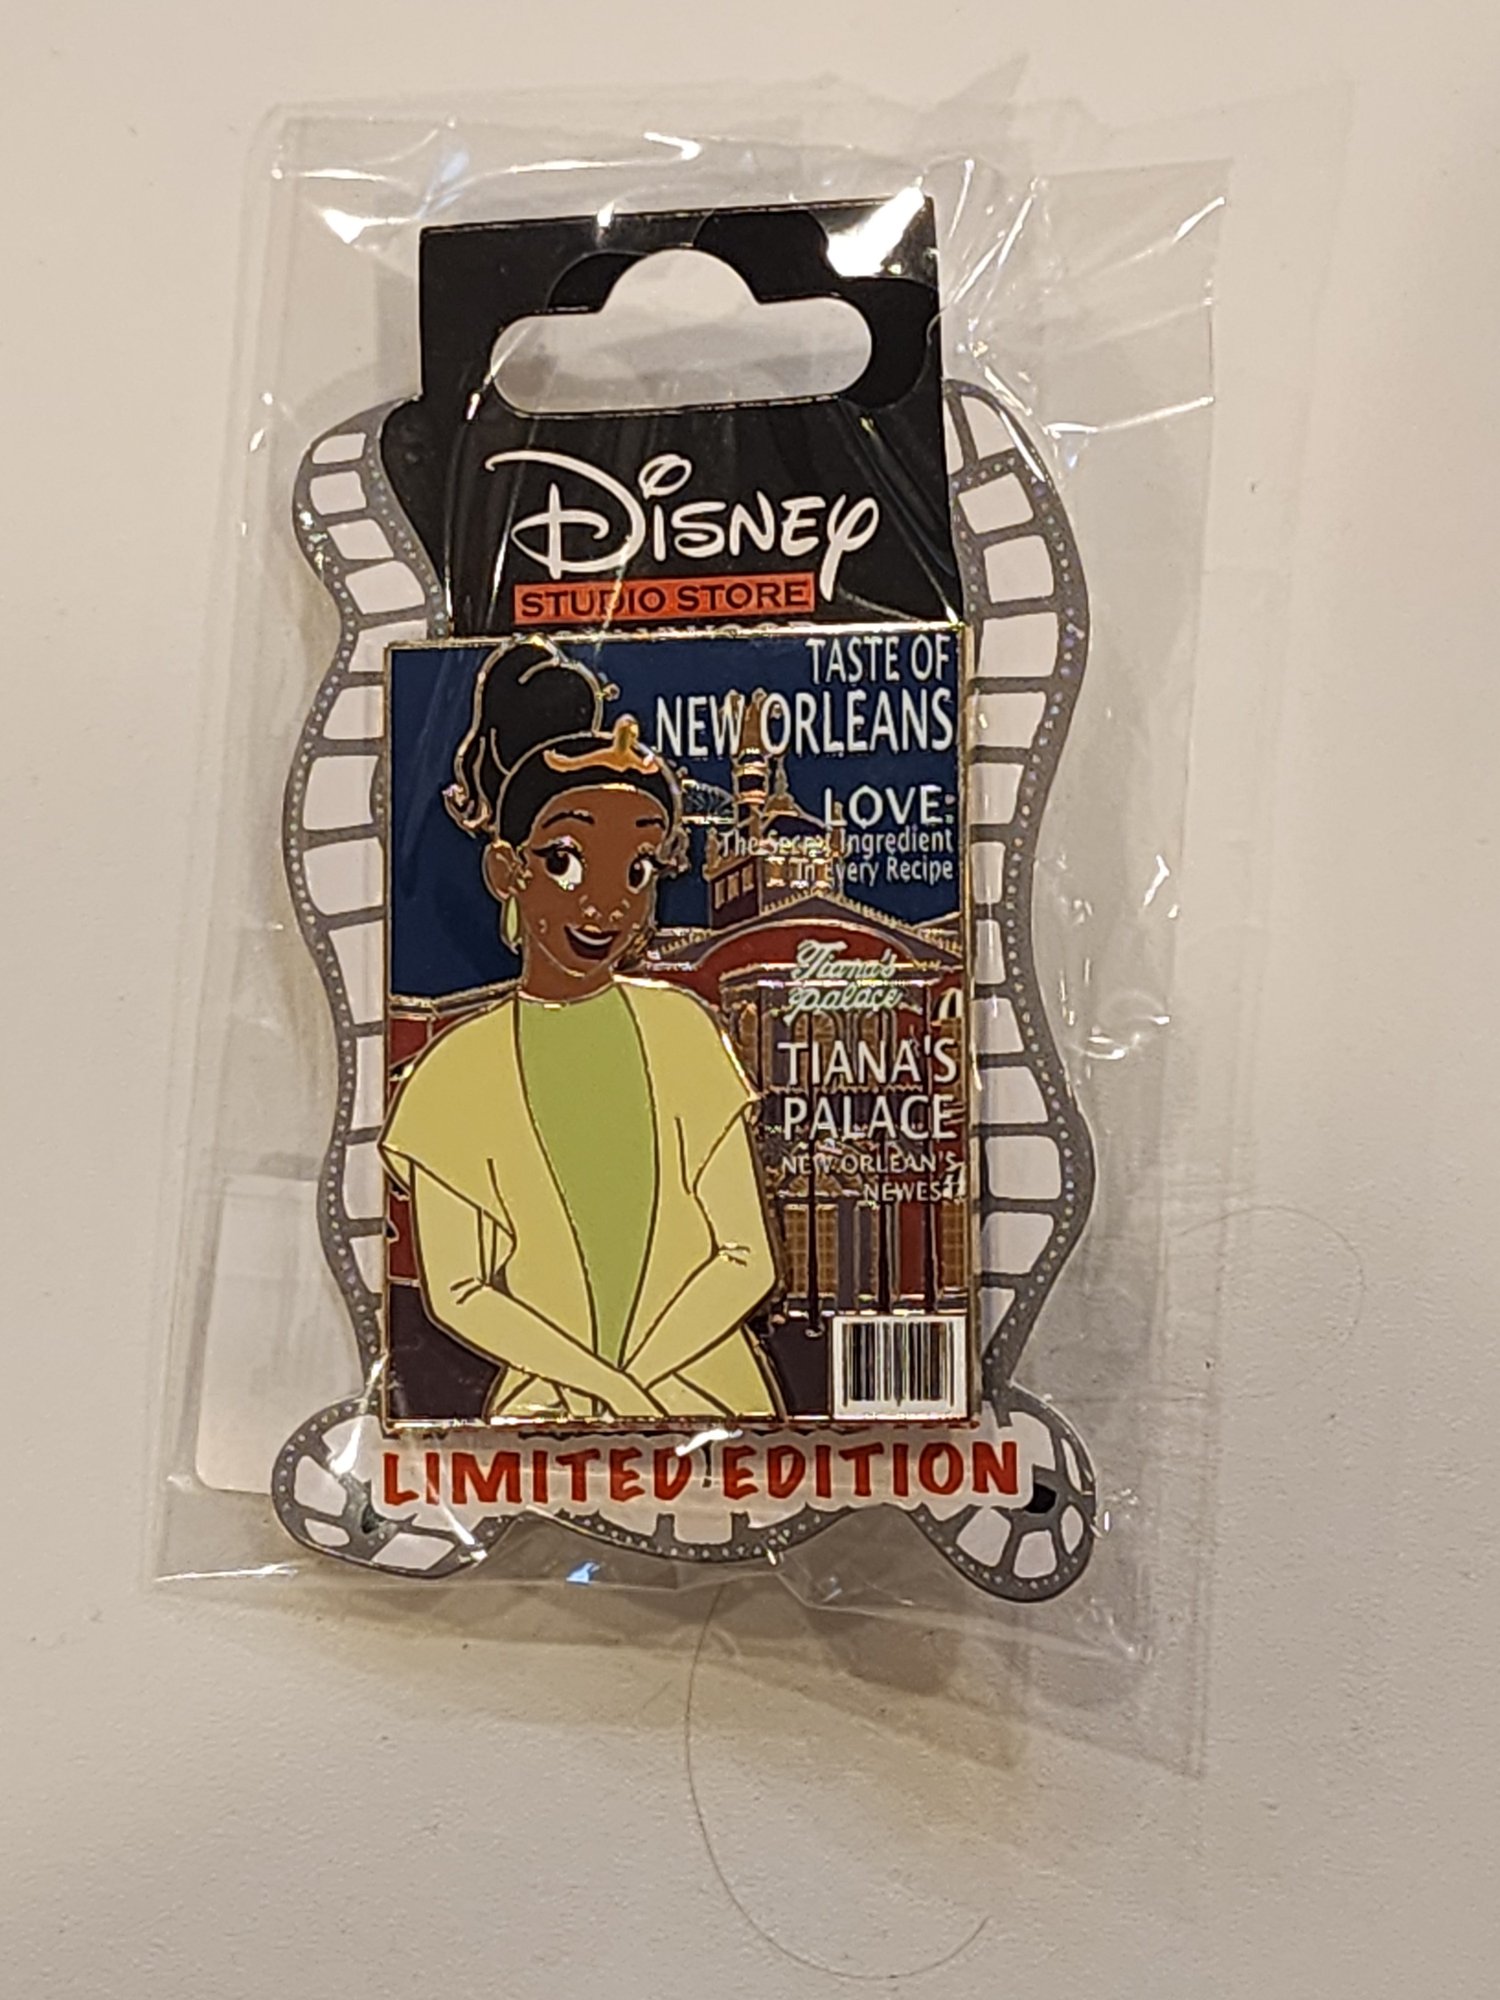 Disney
STUDIO STORE
TASTE OF
NEW ORLEANS
LOVE:
The Secret Ingredient
In Every Recipe
Tiana's
Palace
TIANA'S
PALACE
NEW ORLEAN'S
NEWEST
LIMITED EDITION